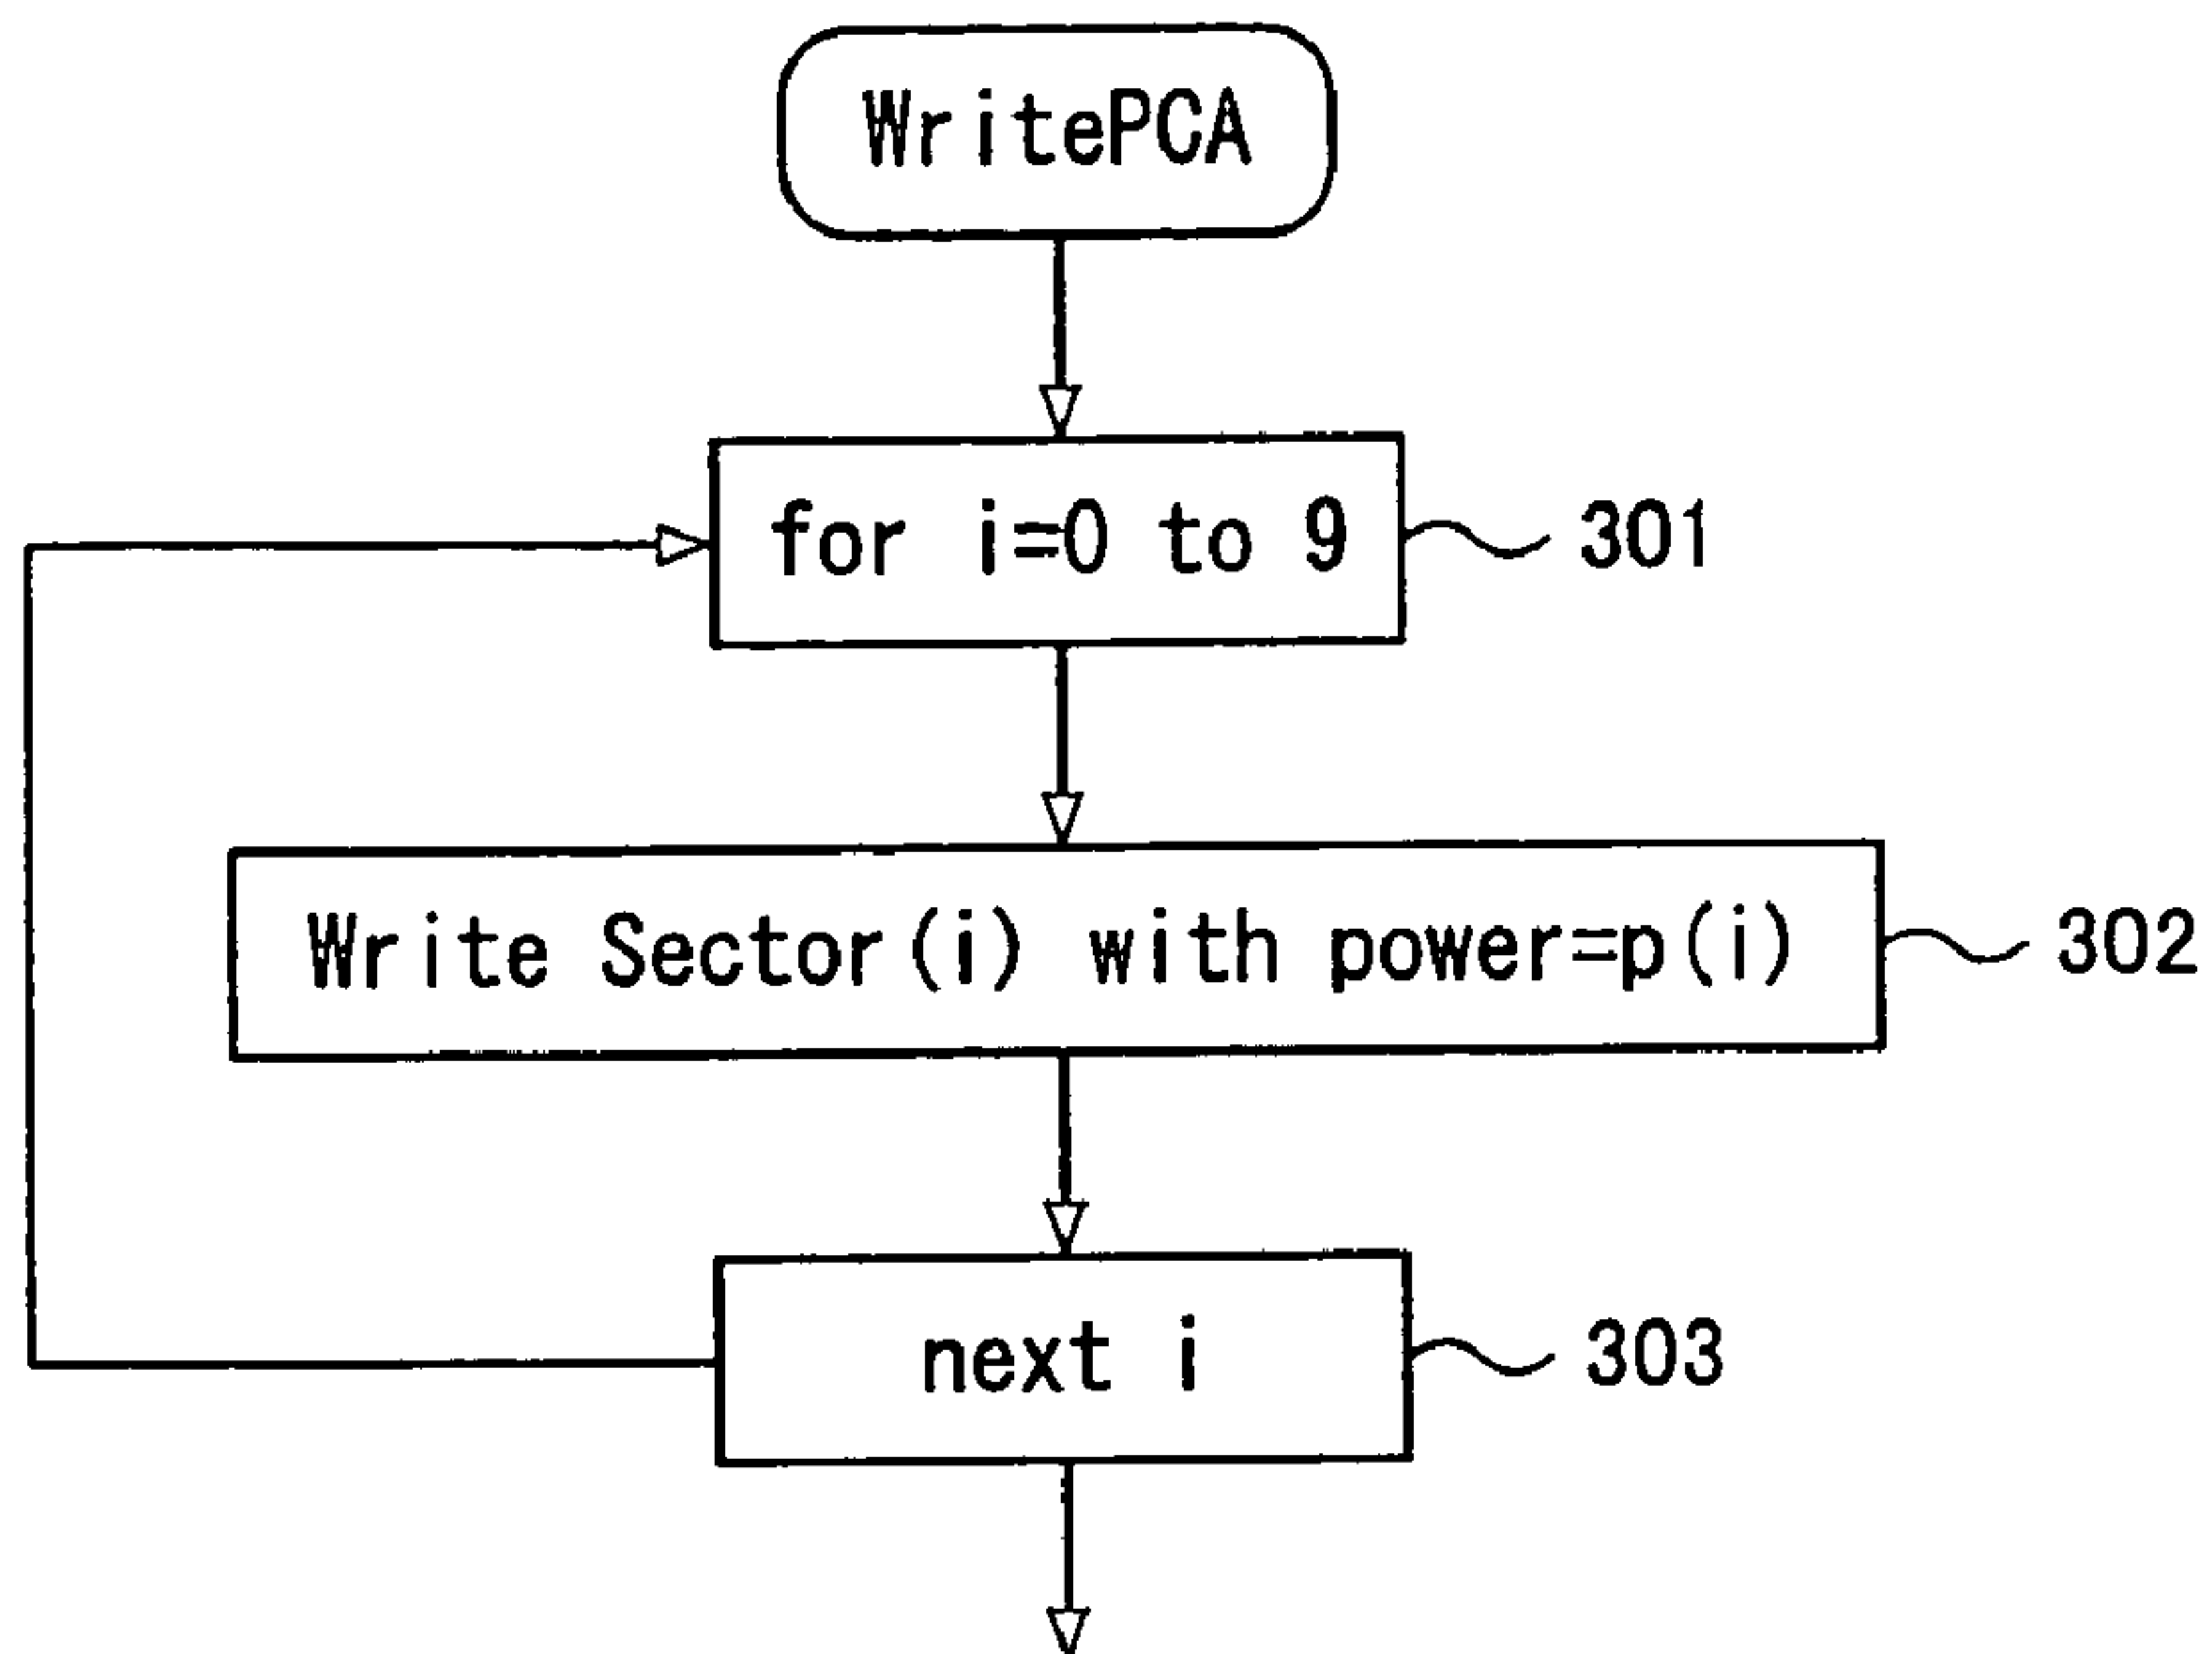 WritePCA
for i=0 to 9
301
Write Sector(i) with power=p(i)
302
next i
303